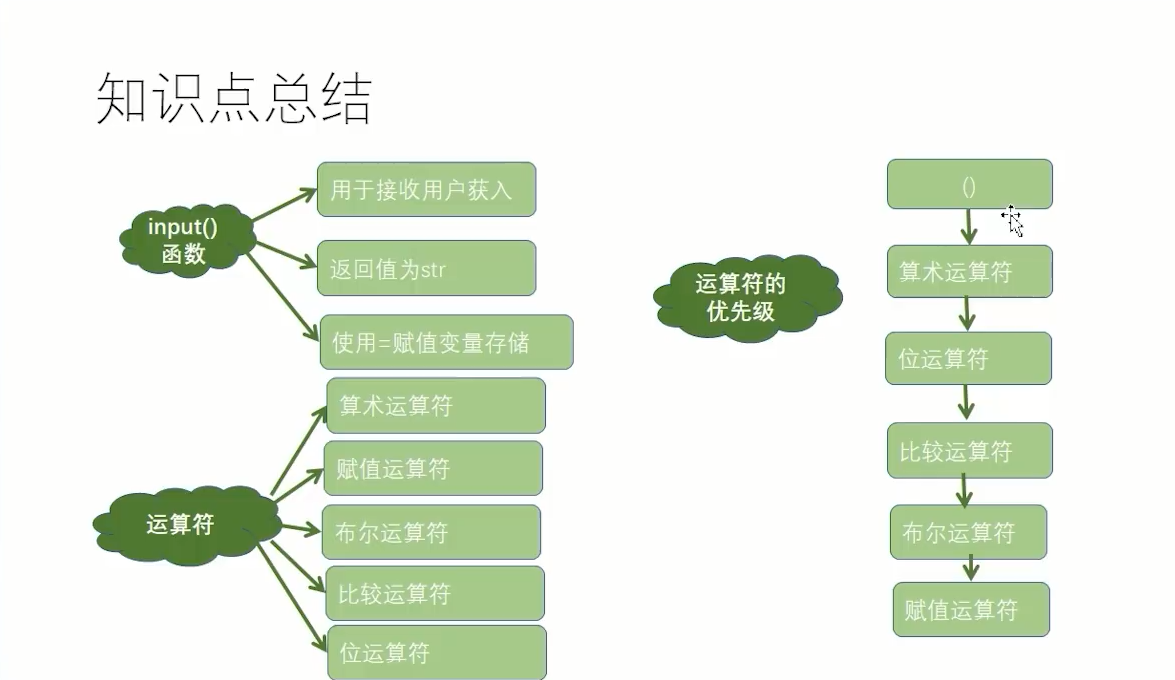 知识点总结
input()
函数
用于接收用户获入
返回值为str
使用=赋值变量存储
运算符
算术运算符
赋值运算符
布尔运算符
比较运算符
位运算符
运算符的
优先级
()
算术运算符
位运算符
比较运算符
布尔运算符
赋值运算符